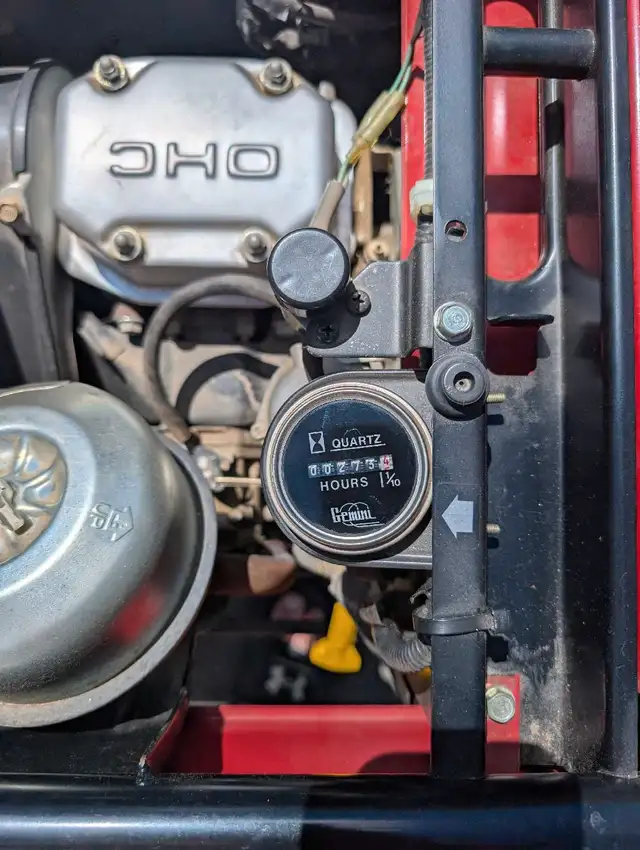 OHC
QUARTZ
002754
HOURS 1/10
Gemini